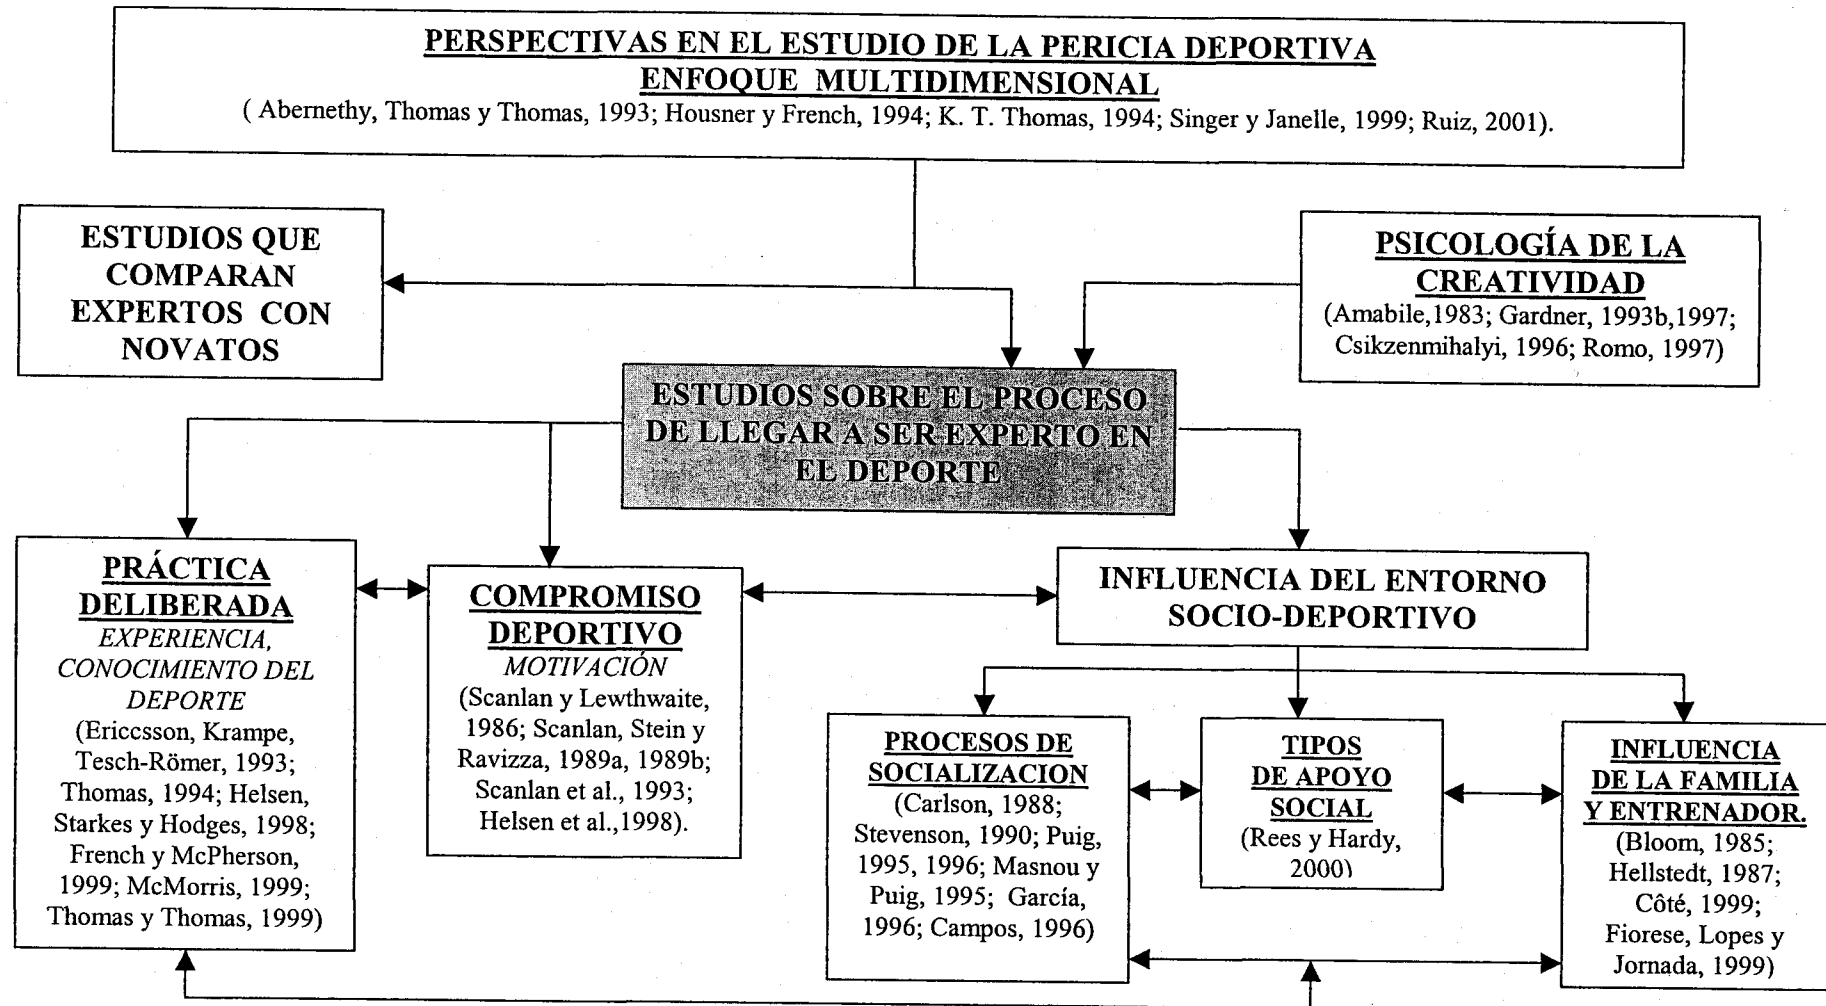 PERSPECTIVAS EN EL ESTUDIO DE LA PERICIA DEPORTIVA
ENFOQUE MULTIDIMENSIONAL
( Abernethy, Thomas y Thomas, 1993; Housner y French, 1994; K. T. Thomas, 1994; Singer y Janelle, 1999; Ruiz, 2001).
ESTUDIOS QUE
COMPARAN
EXPERTOS CON
NOVATOS
PSICOLOGÍA DE LA
CREATIVIDAD
(Amabile,1983; Gardner, 1993b,1997;
Csikzenmihalyi, 1996; Romo, 1997)
ESTUDIOS SOBRE EL PROCESO
DE LLEGAR A SER EXPERTO EN
EL DEPORTE
PRÁCTICA
DELIBERADA
EXPERIENCIA,
CONOCIMIENTO DEL
DEPORTE
(Ericcsson, Krampe,
Tesch-Römer, 1993;
Thomas, 1994; Helsen,
Starkes y Hodges, 1998;
French y McPherson,
1999; McMorris, 1999;
Thomas y Thomas, 1999)
COMPROMISO
DEPORTIVO
MOTIVACIÓN
(Scanlan y Lewthwaite,
1986; Scanlan, Stein y
Ravizza, 1989a, 1989b;
Scanlan et al., 1993;
Helsen et al.,1998).
INFLUENCIA DEL ENTORNO
SOCIO-DEPORTIVO
PROCESOS DE
SOCIALIZACION
(Carlson, 1988;
Stevenson, 1990; Puig,
1995, 1996; Masnou y
Puig, 1995; García,
1996; Campos, 1996)
TIPOS
DE APOYO
SOCIAL
(Rees y Hardy,
2000)
INFLUENCIA
DE LA FAMILIA
Y ENTRENADOR.
(Bloom, 1985;
Hellstedt, 1987;
Côté, 1999;
Fiorese, Lopes y
Jornada, 1999)